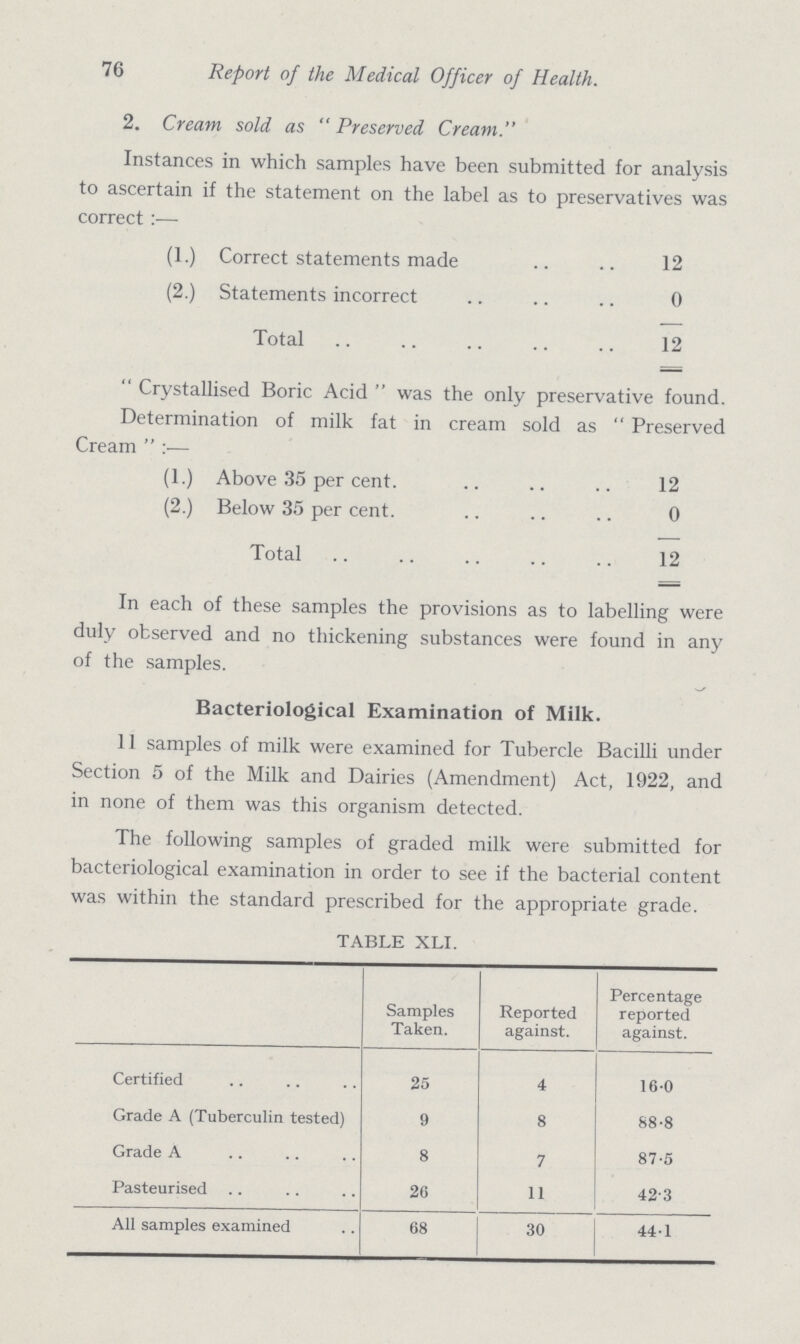 76 Report of the Medical Officer of Health.
2. Cream sold as "Preserved Cream."
Instances in which samples have been submitted for analysis
to ascertain if the statement on the label as to preservatives was
correct :—
(1.) Correct statements made .. .. 12
(2.) Statements incorrect .. .. .. 0
Total .. .. .. .. .. 12
"Crystallised Boric Acid" was the only preservative found.
Determination of milk fat in cream sold as "Preserved
Cream" :—
(1.) Above 35 per cent. .. .. .. 12
(2.) Below 35 per cent. .. .. .. 0
Total .. .. .. .. .. 12
In each of these samples the provisions as to labelling were
duly observed and no thickening substances were found in any
of the samples.
Bacteriological Examination of Milk.
11 samples of milk were examined for Tubercle Bacilli under
Section 5 of the Milk and Dairies (Amendment) Act, 1922, and
in none of them was this organism detected.
The following samples of graded milk were submitted for
bacteriological examination in order to see if the bacterial content
was within the standard prescribed for the appropriate grade.
TABLE XLI.
Samples Taken. Reported against. Percentage reported against.
Certified .. .. .. 25 4 16·0
Grade A (Tuberculin tested) 9 8 88·8
Grade A .. .. .. 8 7 87·5
Pasteurised .. .. .. 26 11 42·3
All samples examined .. 68 30 44·1